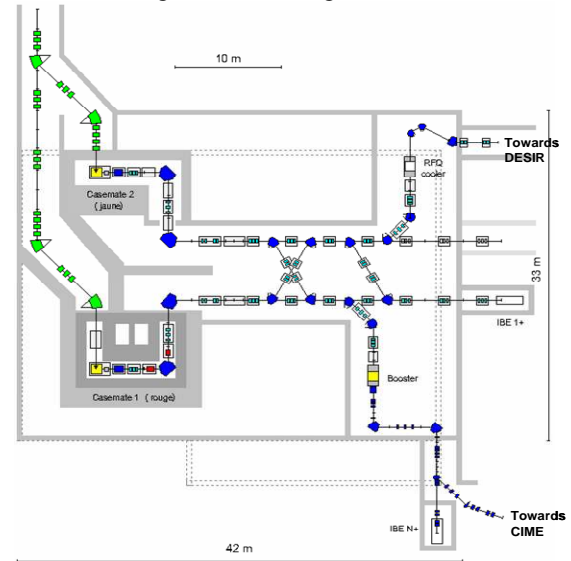 10 m
Towards
DESIR
RFQ
cooler
Casemate 2
( jaune)
33 m
IBE 1+
Booster
Casemate 1 ( rouge)
Towards
CIME
IBE N+
42 m